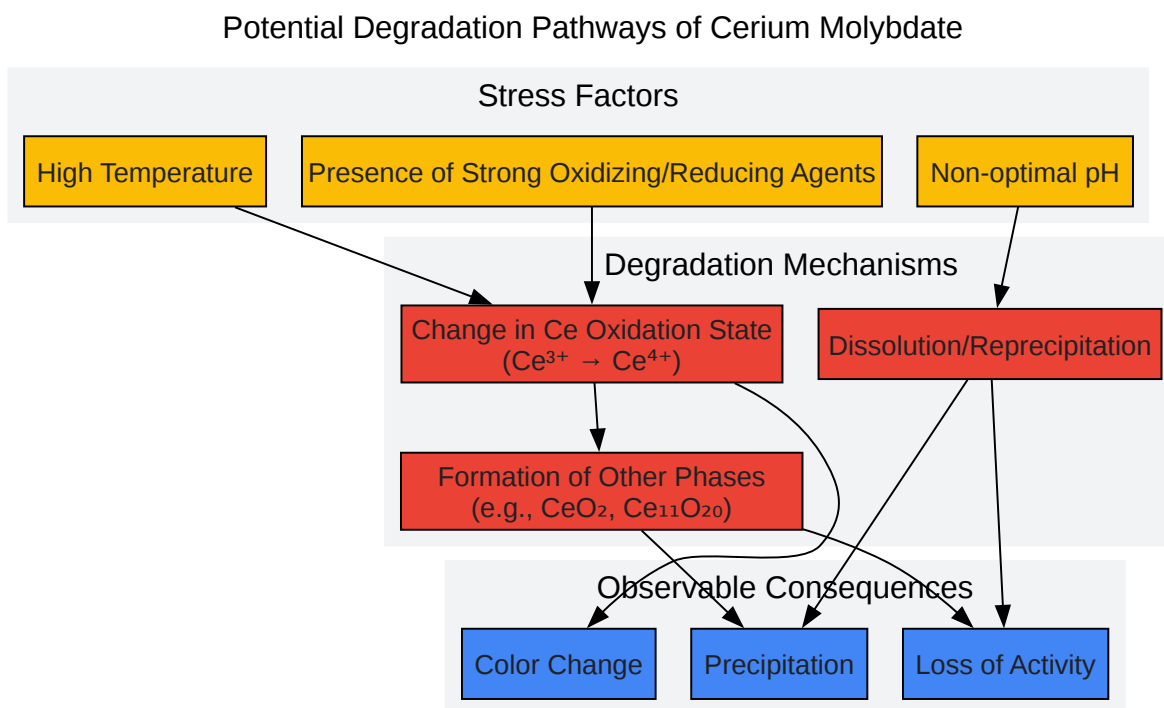 Potential Degradation Pathways of Cerium Molybdate
Stress Factors
High Temperature
Presence of Strong Oxidizing/Reducing Agents
Non-optimal pH
Degradation Mechanisms
Change in Ce Oxidation State
(Ce³⁺ → Ce⁴⁺)
Dissolution/Reprecipitation
Formation of Other Phases
(e.g., CeO₂, Ce₁₁O₂₀)
Observable Consequences
Color Change
Precipitation
Loss of Activity